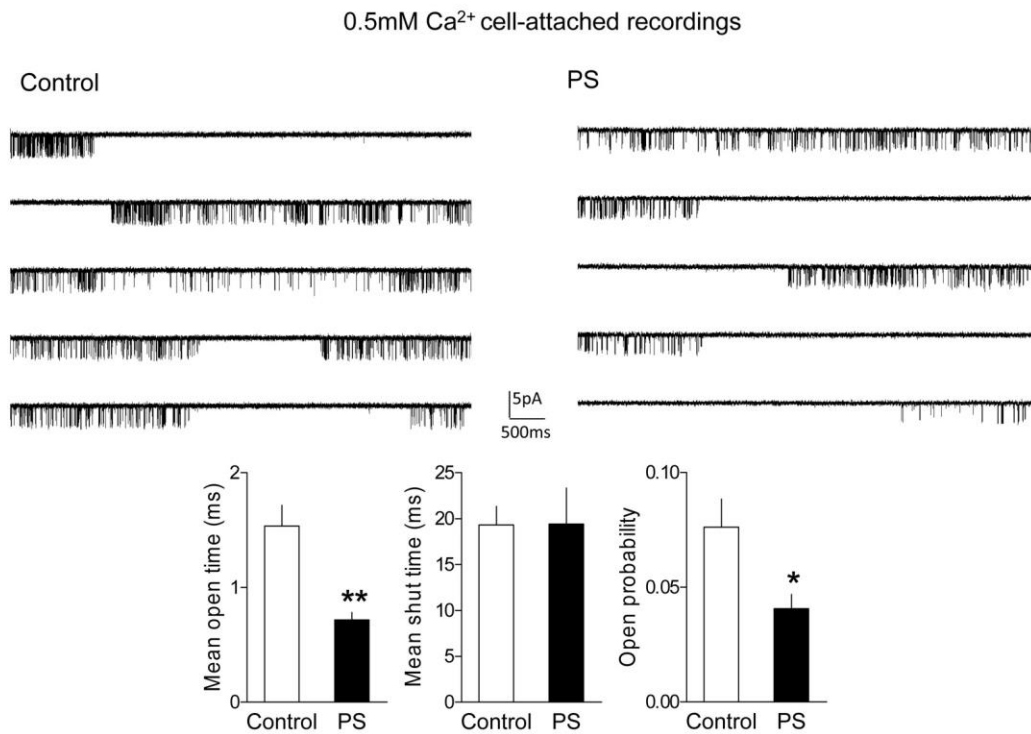 0.5mM Ca²⁺ cell-attached recordings
Control
PS
5pA
500ms
Mean open time (ms)
2
1
0
**
Control PS
Mean shut time (ms)
25
20
15
10
5
0
Control PS
Open probability
0.10
0.05
0.00
*
Control PS